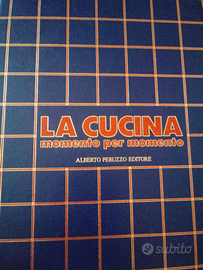 LA CUCINA
momento per momento
ALBERTO PERUZZO EDITORE
subito